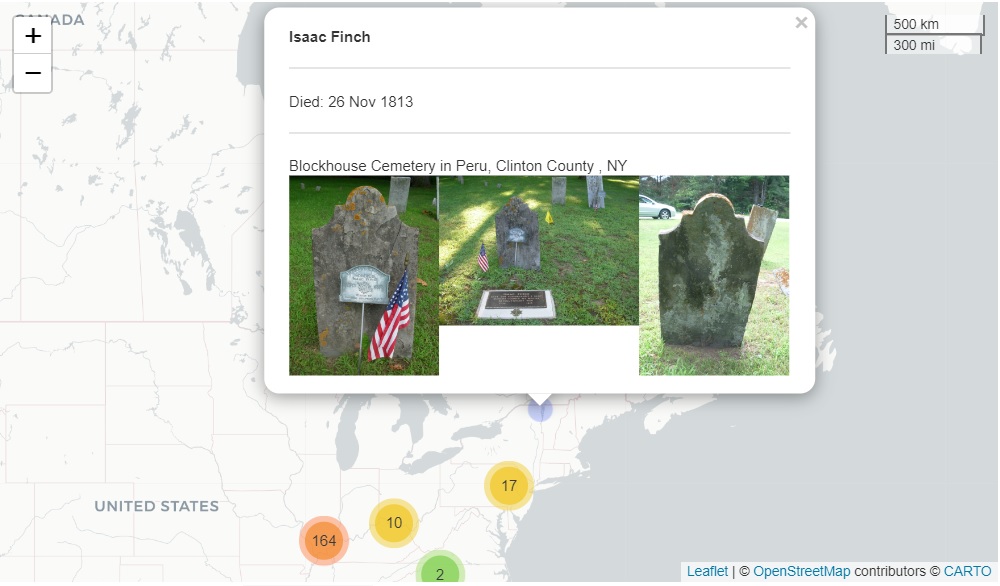 CANADA
+
−
Isaac Finch
×
500 km
300 mi
Died: 26 Nov 1813
Blockhouse Cemetery in Peru, Clinton County , NY
17
UNITED STATES
10
164
2
Leaflet | © OpenStreetMap contributors © CARTO